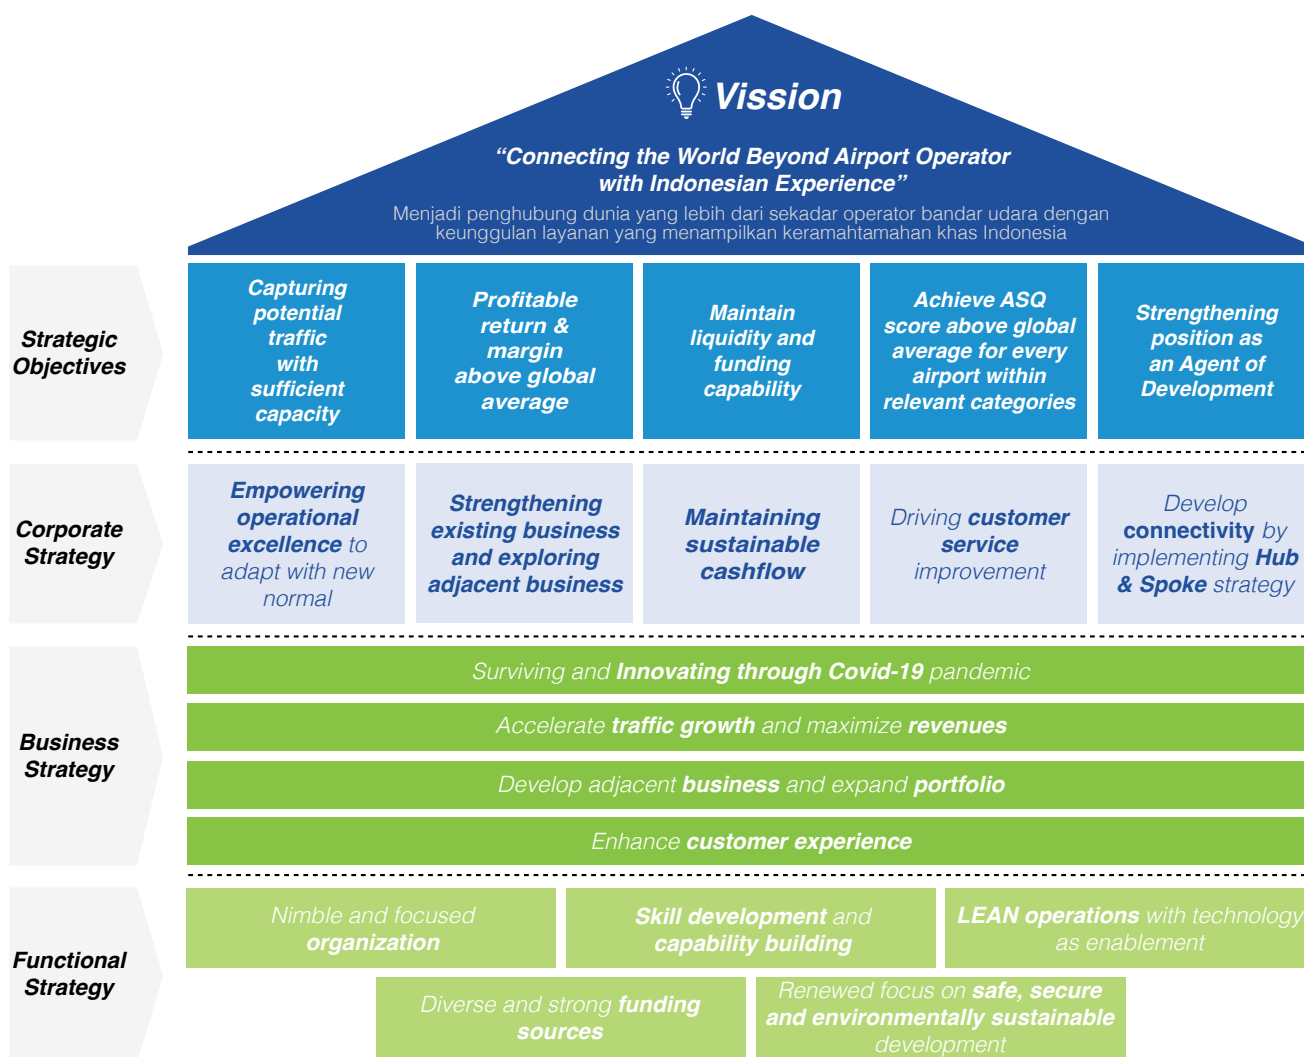 Vission
“Connecting the World Beyond Airport Operator
with Indonesian Experience”
Menjadi penghubung dunia yang lebih dari sekadar operator bandar udara dengan
keunggulan layanan yang menampilkan keramahtamahan khas Indonesia
Strategic
Objectives
Capturing
potential
traffic
with
sufficient
capacity
Profitable
return &
margin
above global
average
Maintain
liquidity and
funding
capability
Achieve ASQ
score above global
average for every
airport within
relevant categories
Strengthening
position as
an Agent of
Development
Corporate
Strategy
Empowering
operational
excellence to
adapt with new
normal
Strengthening
existing business
and exploring
adjacent business
Maintaining
sustainable
cashflow
Driving customer
service
improvement
Develop
connectivity by
implementing Hub
& Spoke strategy
Business
Strategy
Surviving and Innovating through Covid-19 pandemic
Accelerate traffic growth and maximize revenues
Develop adjacent business and expand portfolio
Enhance customer experience
Functional
Strategy
Nimble and focused
organization
Skill development and
capability building
LEAN operations with technology
as enablement
Diverse and strong funding
sources
Renewed focus on safe, secure
and environmentally sustainable
development